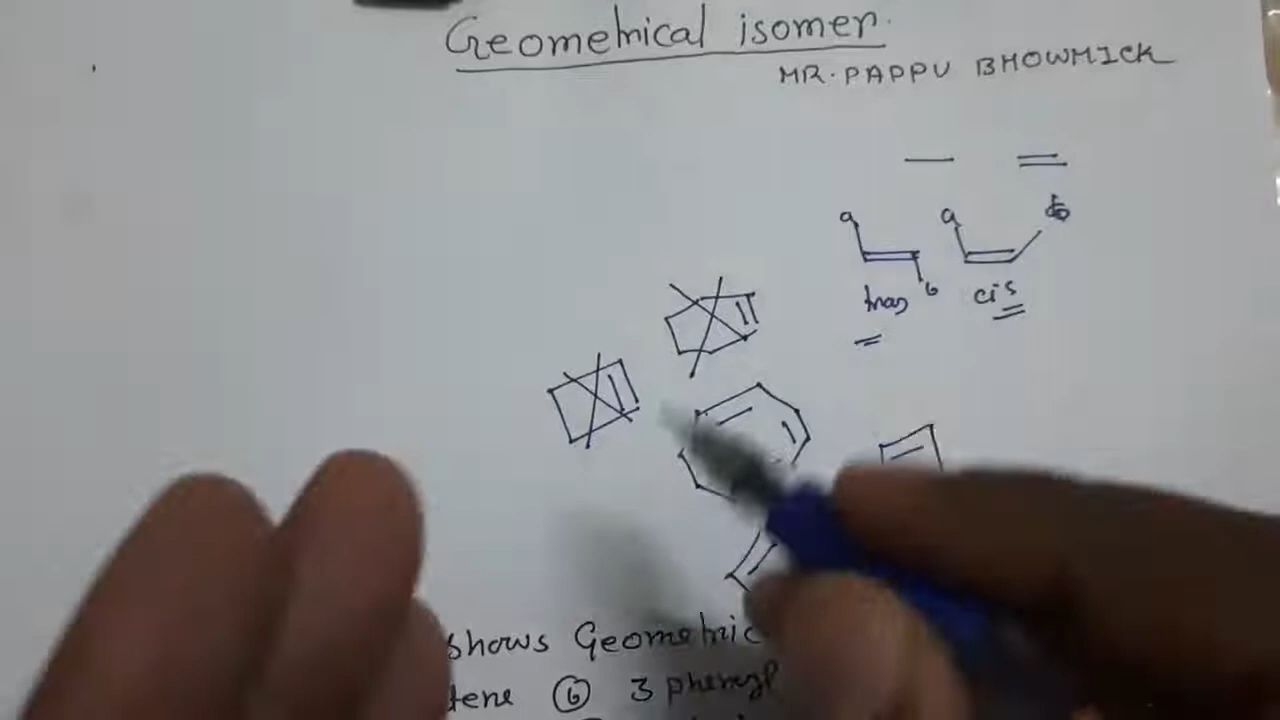 Geometrical isomer.
MR. PAPPU BHOWMICK
a a b
b
trans cis
shows Geometric
tene (b) 3 phenyl